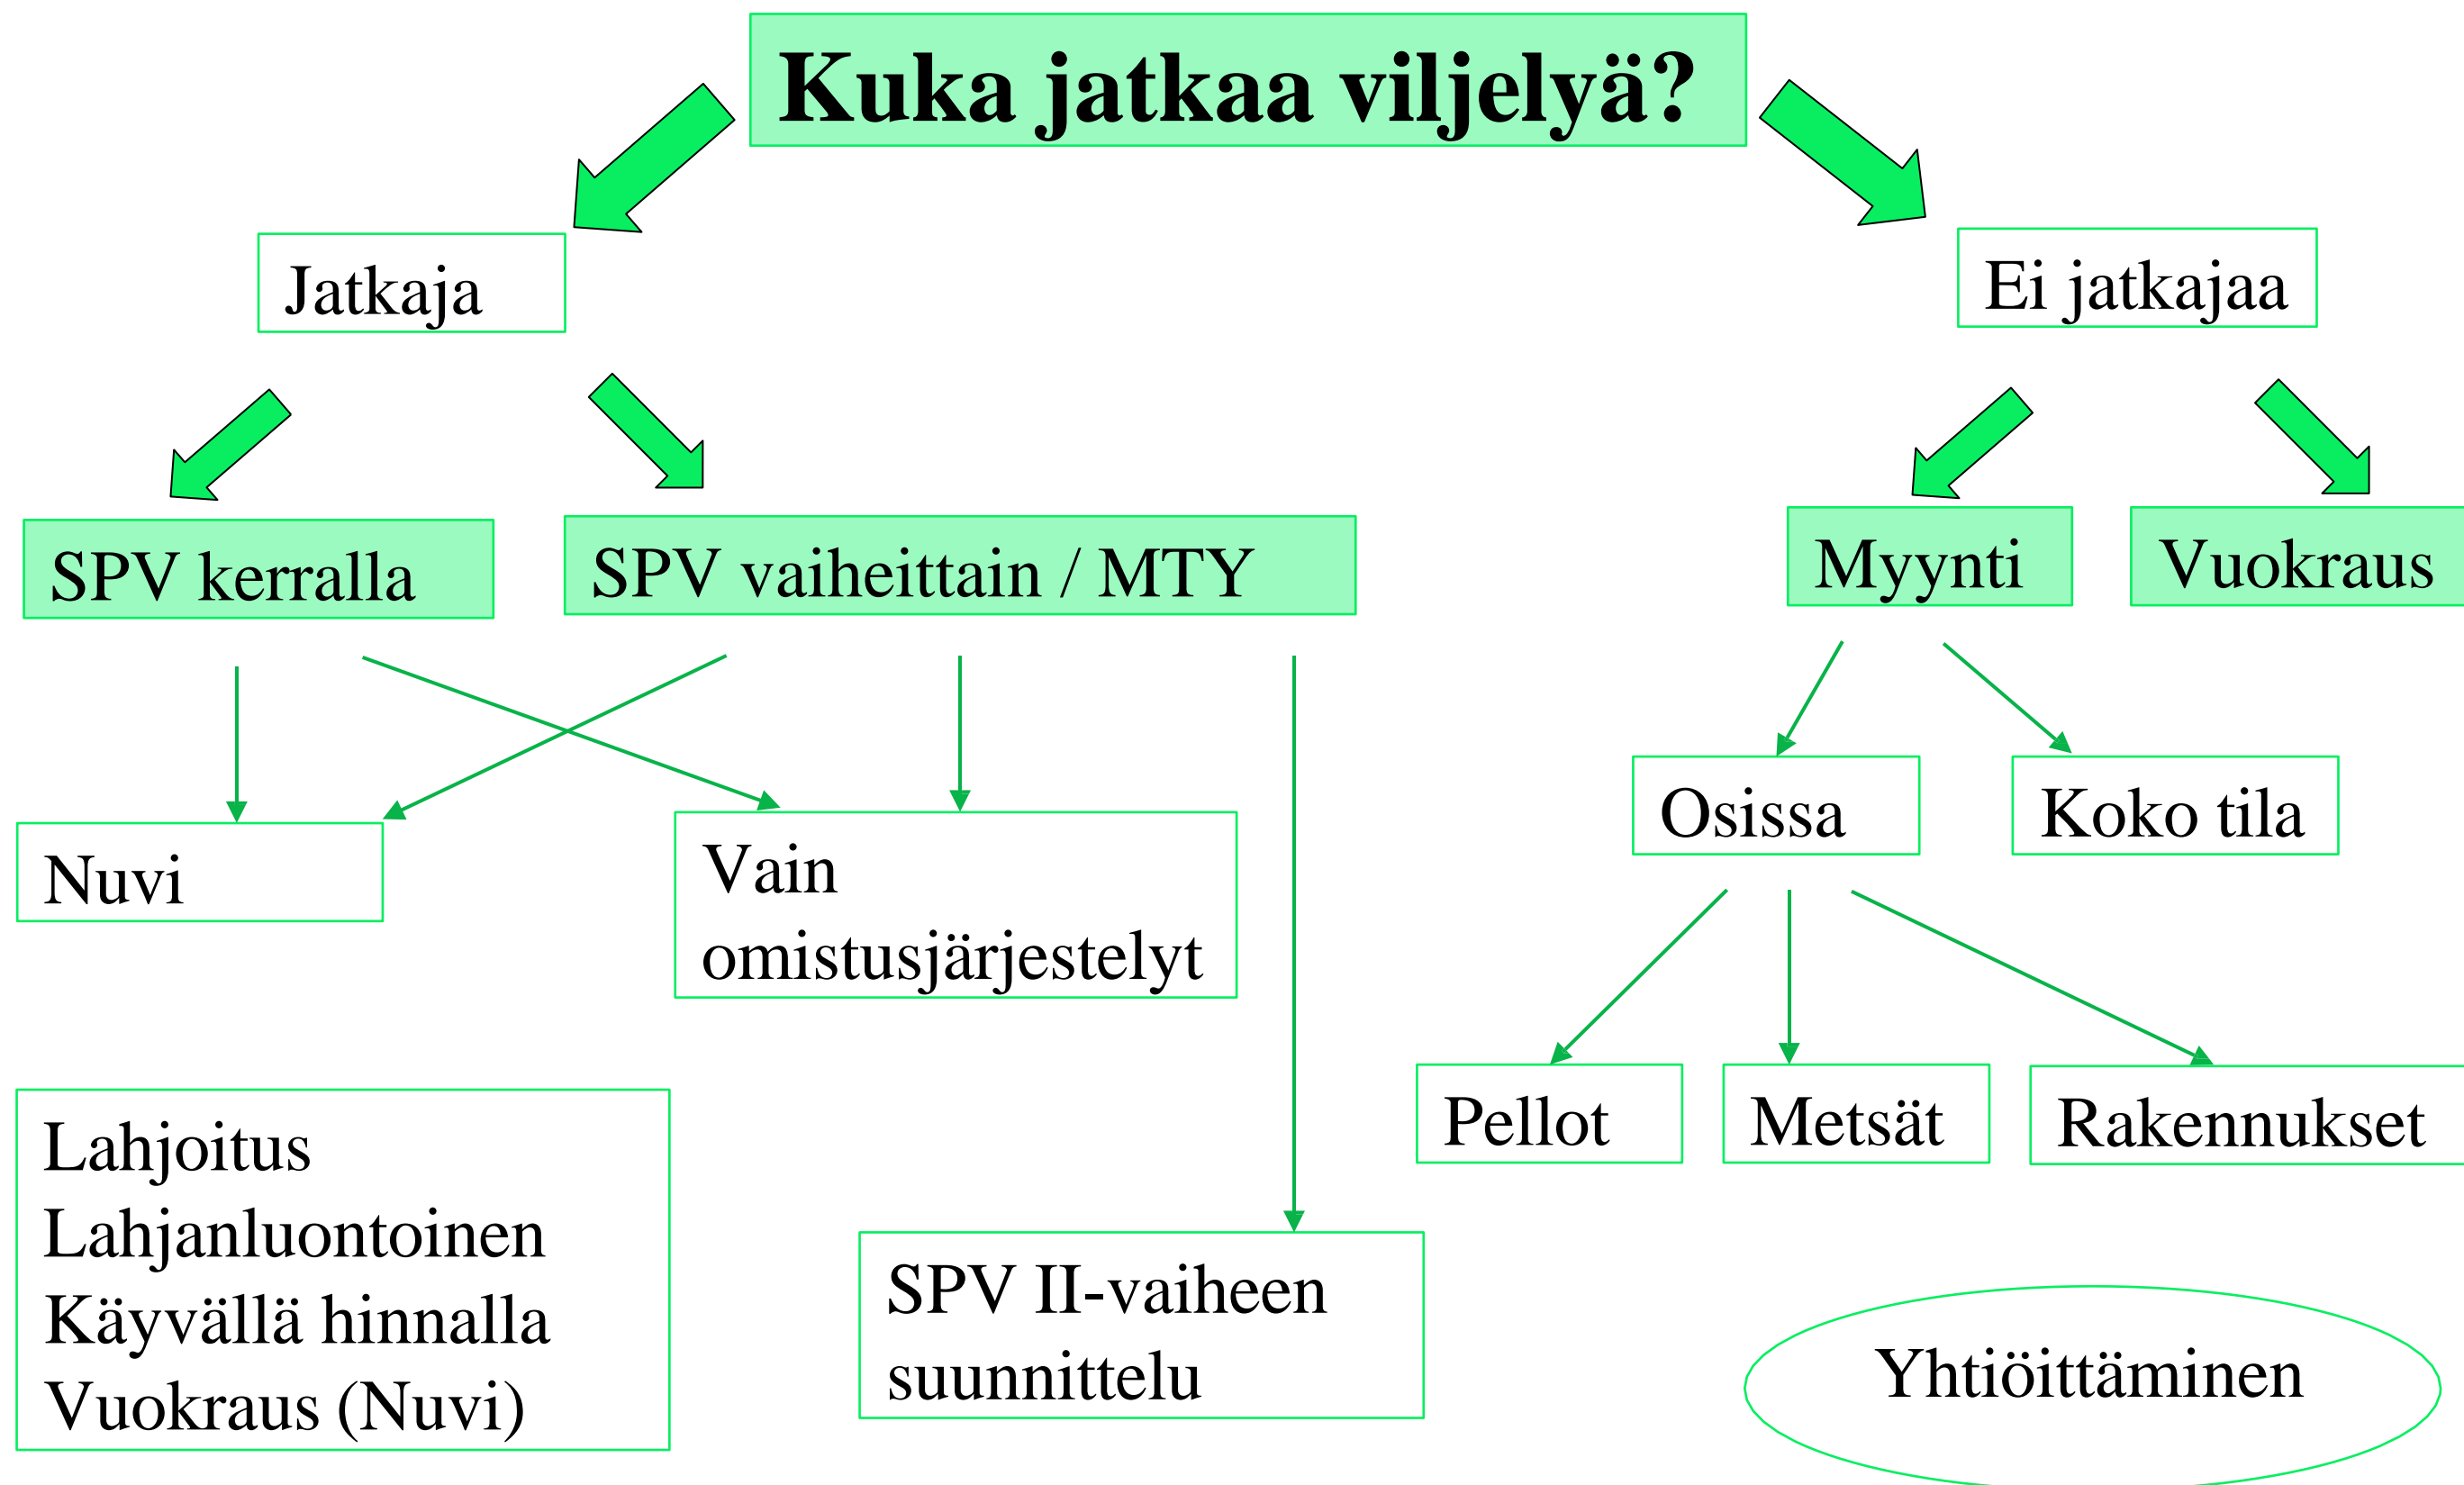 Kuka jatkaa viljelyä?
Jatkaja
Ei jatkajaa
SPV kerralla
SPV vaiheittain / MTY
Myynti
Vuokraus
Nuvi
Vain
omistusjärjestelyt
Osissa
Koko tila
Pellot
Metsät
Rakennukset
Lahjoitus
Lahjanluontoinen
Käyvällä hinnalla
Vuokraus (Nuvi)
SPV II-vaiheen
suunnittelu
Yhtiöittäminen